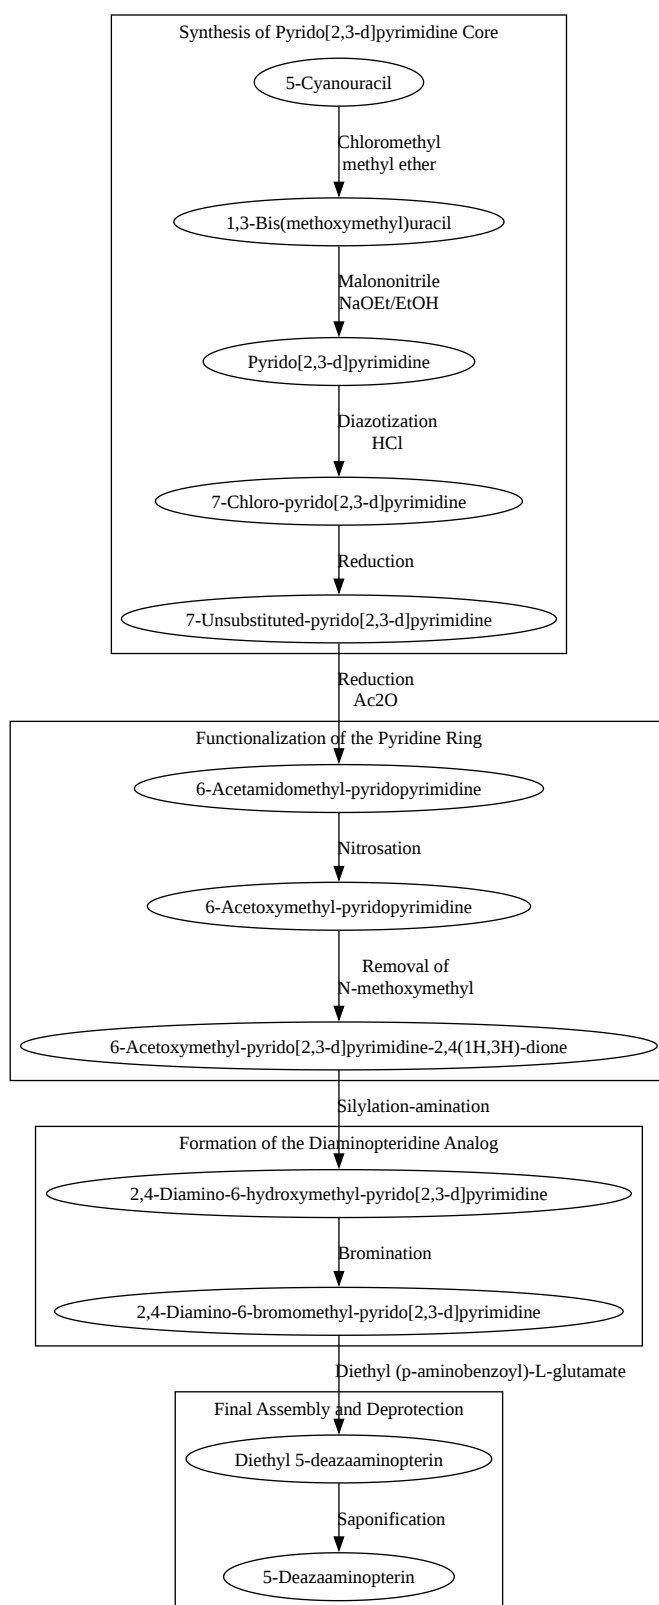 Synthesis of Pyrido[2,3-d]pyrimidine Core
5-Cyanouracil
Chloromethyl
methyl ether
1,3-Bis(methoxymethyl)uracil
Malononitrile
NaOEt/EtOH
Pyrido[2,3-d]pyrimidine
Diazotization
HCl
7-Chloro-pyrido[2,3-d]pyrimidine
Reduction
7-Unsubstituted-pyrido[2,3-d]pyrimidine
Reduction
Ac2O
Functionalization of the Pyridine Ring
6-Acetamidomethyl-pyridopyrimidine
Nitrosation
6-Acetoxymethyl-pyridopyrimidine
Removal of
N-methoxymethyl
6-Acetoxymethyl-pyrido[2,3-d]pyrimidine-2,4(1H,3H)-dione
Silylation-amination
Formation of the Diaminopteridine Analog
2,4-Diamino-6-hydroxymethyl-pyrido[2,3-d]pyrimidine
Bromination
2,4-Diamino-6-bromomethyl-pyrido[2,3-d]pyrimidine
Diethyl (p-aminobenzoyl)-L-glutamate
Final Assembly and Deprotection
Diethyl 5-deazaaminopterin
Saponification
5-Deazaaminopterin